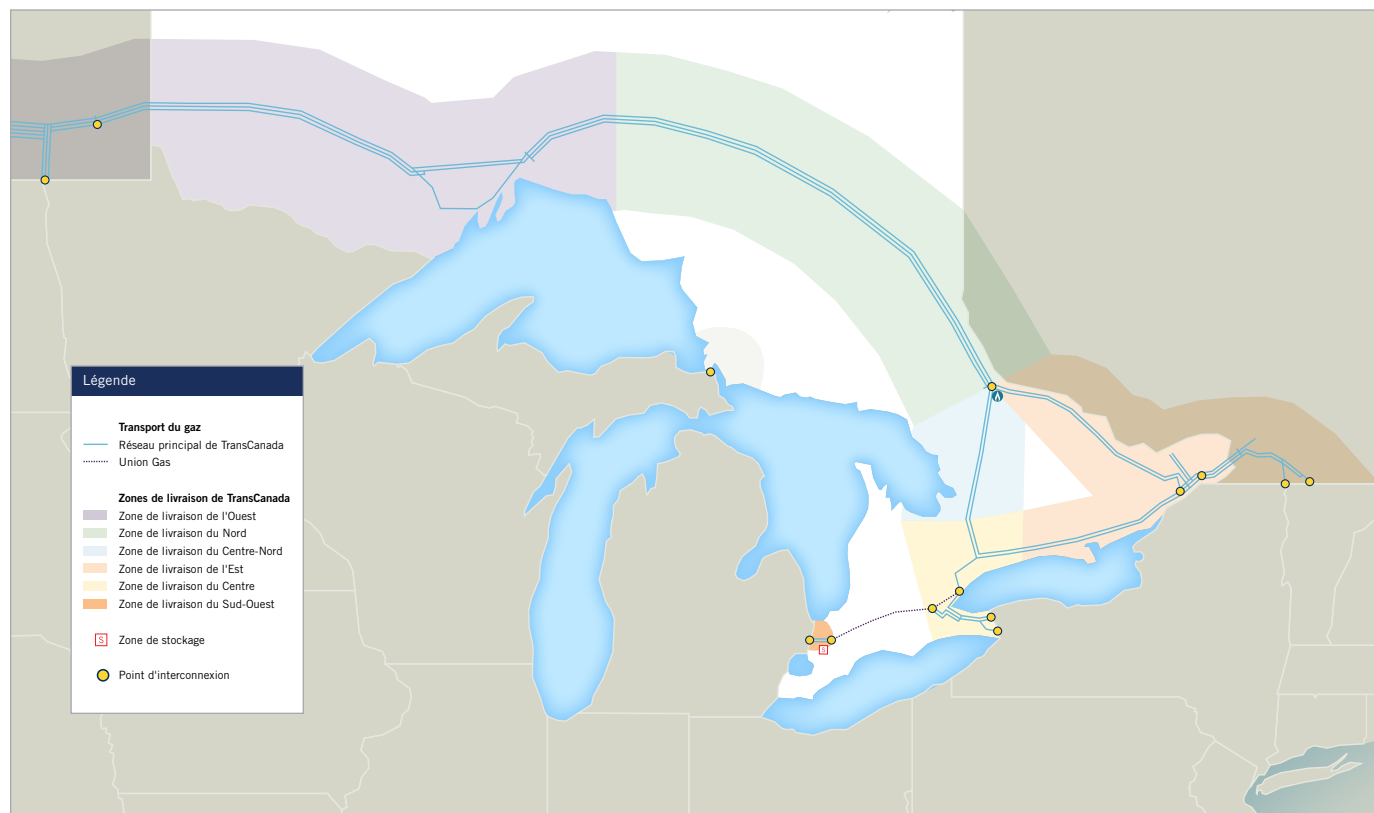 Légende
Transport du gaz
Réseau principal de TransCanada
Union Gas
Zones de livraison de TransCanada
Zone de livraison de l'Ouest
Zone de livraison du Nord
Zone de livraison du Centre-Nord
Zone de livraison de l'Est
Zone de livraison du Centre
Zone de livraison du Sud-Ouest
S Zone de stockage
Point d'interconnexion
S